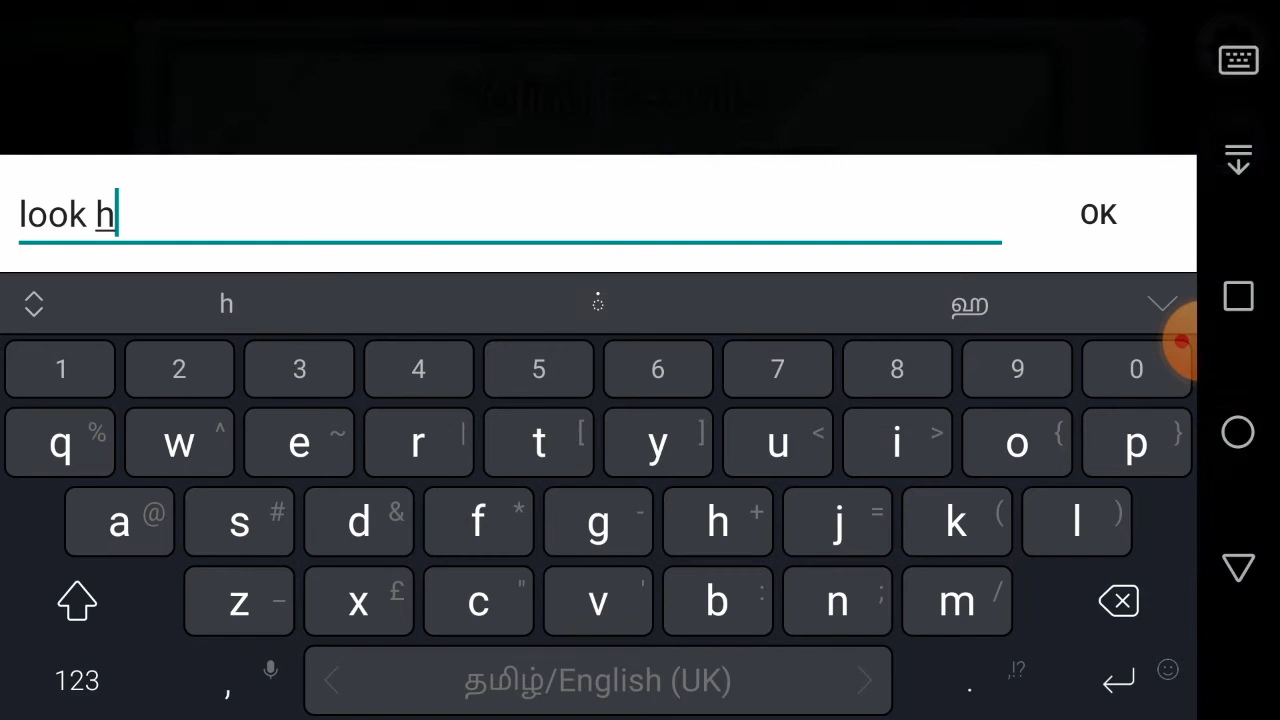 look h
OK
h ஂ ஹ
1 2 3 4 5 6 7 8 9 0
q % w ^ e ~ r | t [ y ] u < i > o { p }
a @ s # d & f * g - h + j = k ( l )
z _ x £ c " v ' b : n ; m /
123 , தமிழ்/English (UK) . ,!?